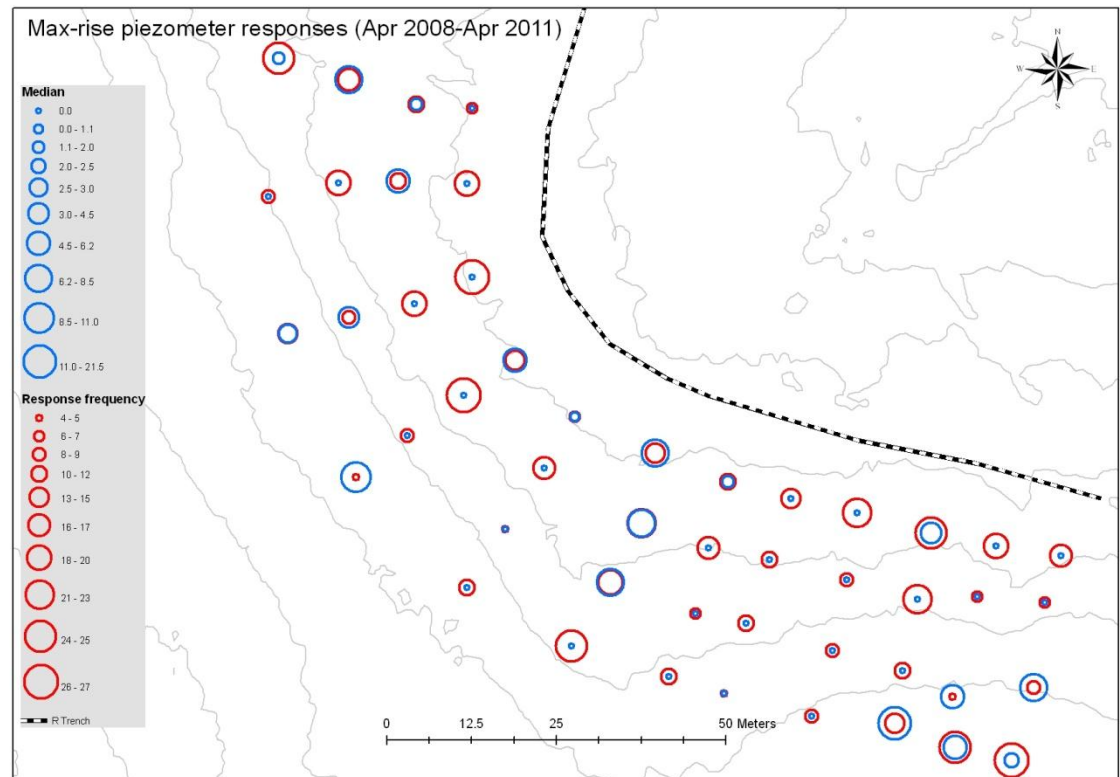 Max-rise piezometer responses (Apr 2008-Apr 2011)
N
W E
S
Median
0.0
0.0 - 1.1
1.1 - 2.0
2.0 - 2.5
2.5 - 3.0
3.0 - 4.5
4.5 - 6.2
6.2 - 8.5
8.5 - 11.0
11.0 - 21.5
Response frequency
4 - 5
6 - 7
8 - 9
10 - 12
13 - 15
16 - 17
18 - 20
21 - 23
24 - 25
26 - 27
R Trench
0 12.5 25 50 Meters